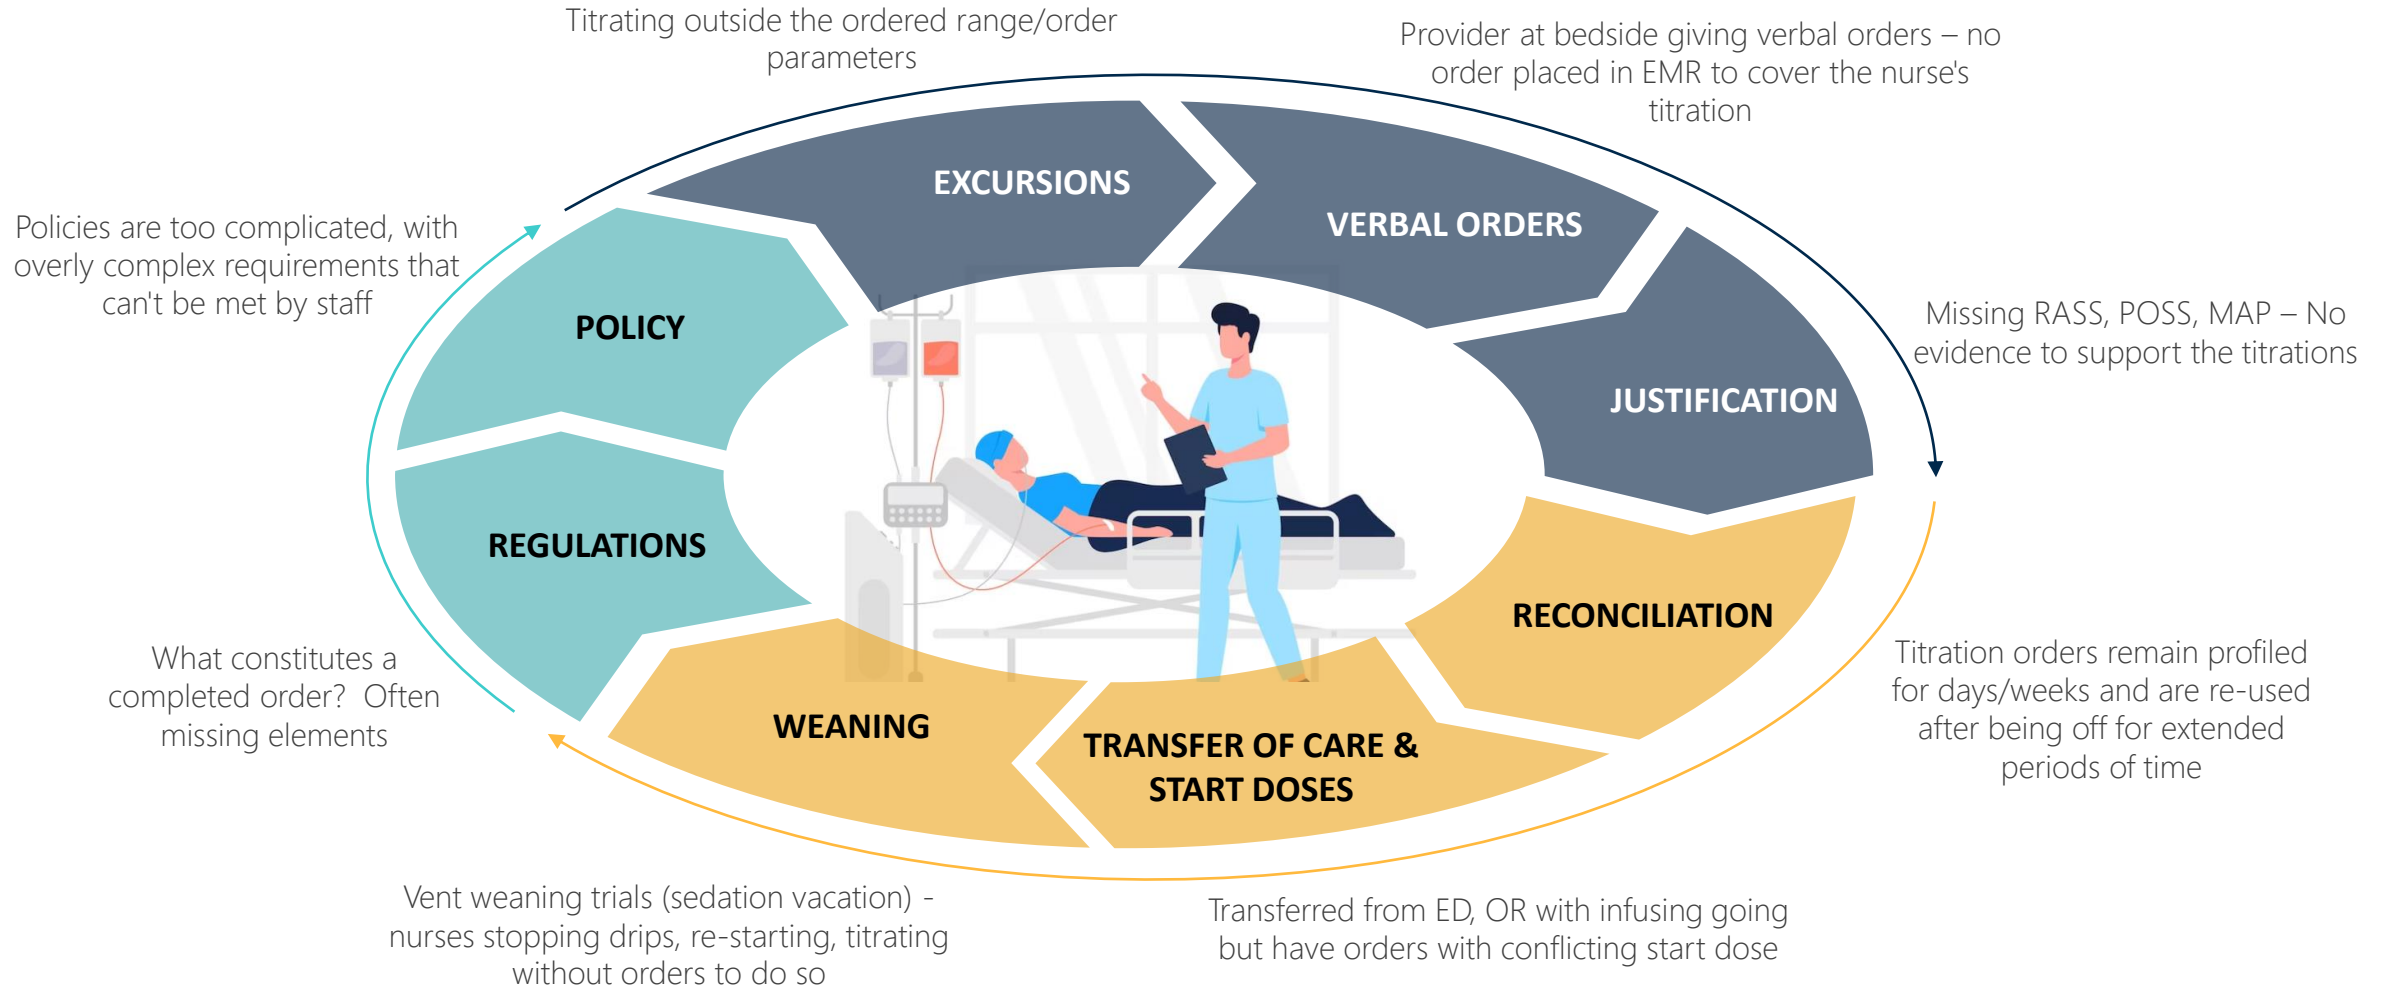 Titrating outside the ordered range/order
parameters
Provider at bedside giving verbal orders – no
order placed in EMR to cover the nurse's
titration
EXCURSIONS
VERBAL ORDERS
Policies are too complicated, with
overly complex requirements that
can't be met by staff
POLICY
Missing RASS, POSS, MAP – No
evidence to support the titrations
JUSTIFICATION
REGULATIONS
RECONCILIATION
What constitutes a
completed order?  Often
missing elements
Titration orders remain profiled
for days/weeks and are re-used
after being off for extended
periods of time
WEANING
TRANSFER OF CARE &
START DOSES
Vent weaning trials (sedation vacation) -
nurses stopping drips, re-starting, titrating
without orders to do so
Transferred from ED, OR with infusing going
but have orders with conflicting start dose